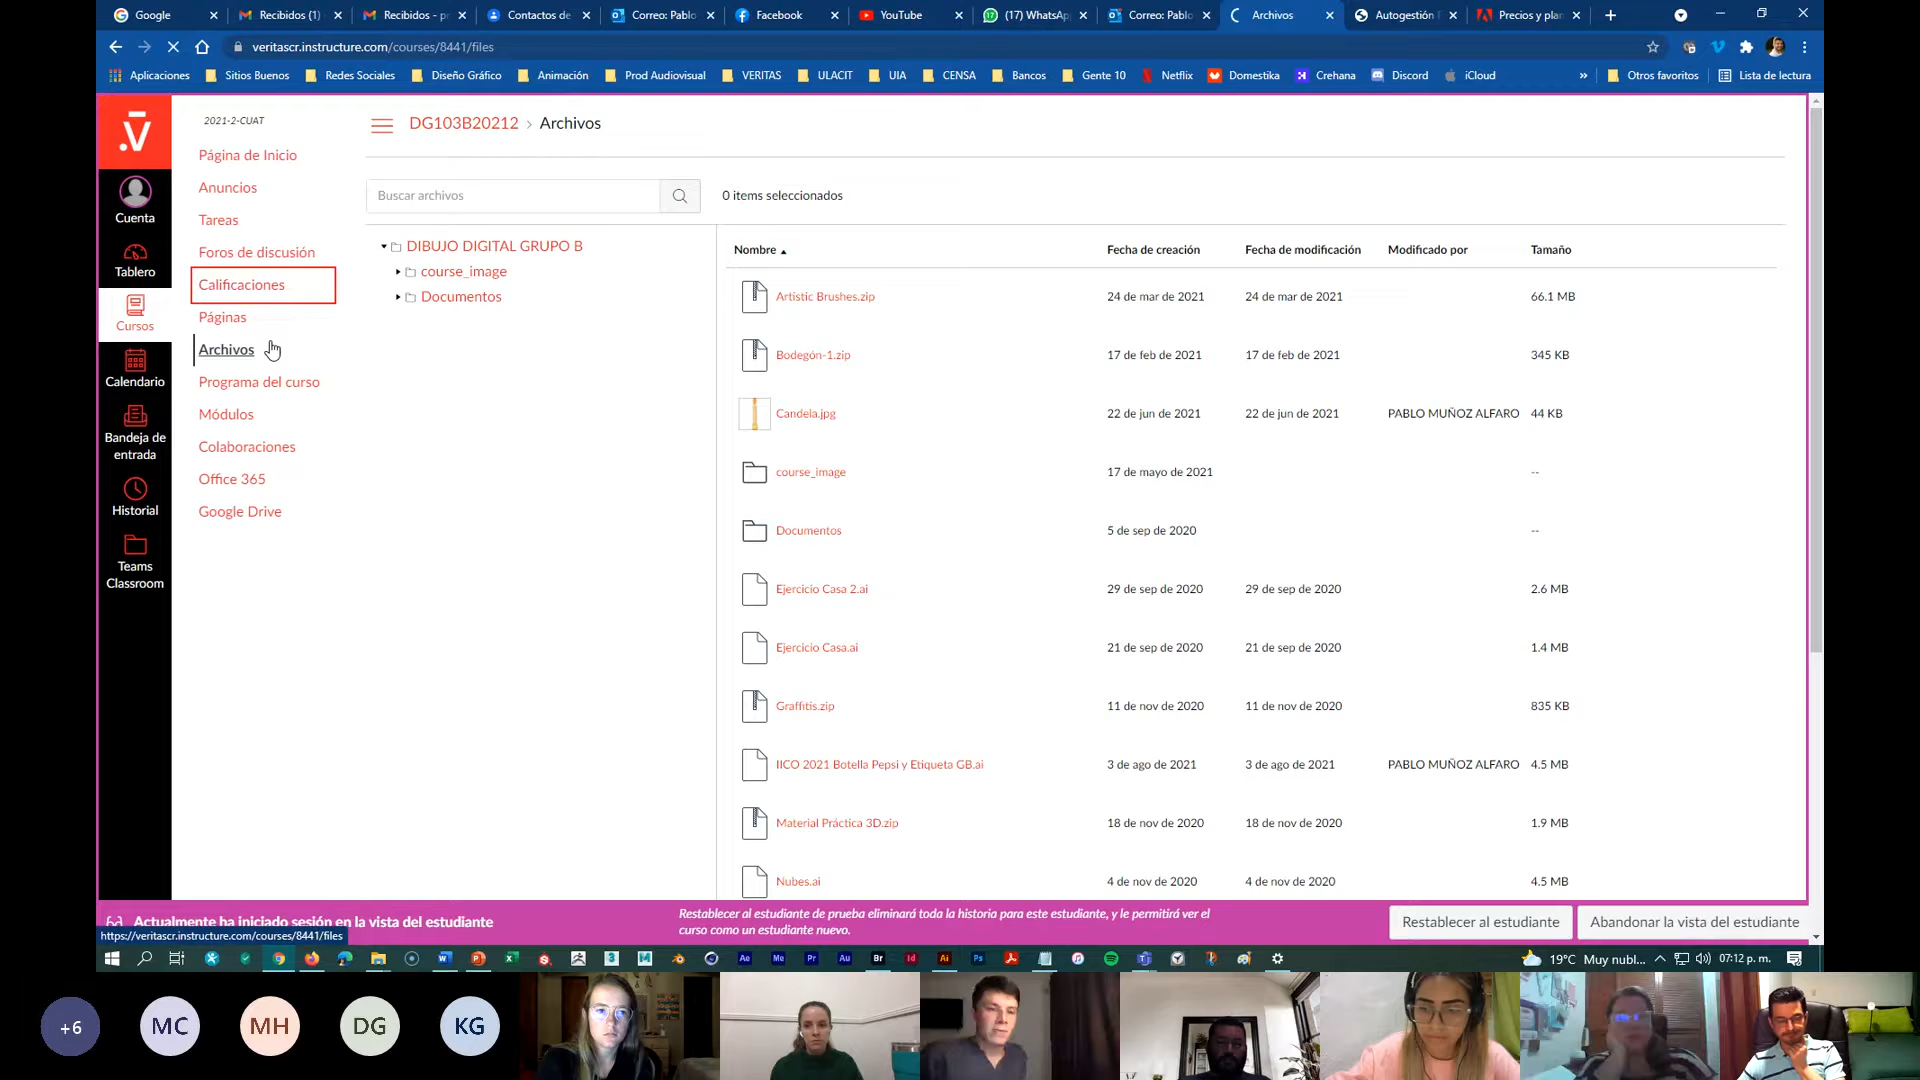 Google
Recibidos (1)
Recibidos - pr
Contactos de
Correo: Pablo
Facebook
YouTube
(17) WhatsAp
Correo: Pablo
Archivos
Autogestión
Precios y plan
veritascr.instructure.com/courses/8441/files
Aplicaciones
Sitios Buenos
Redes Sociales
Diseño Gráfico
Animación
Prod Audiovisual
VERITAS
ULACIT
UIA
CENSA
Bancos
Gente 10
Netflix
Domestika
Crehana
Discord
iCloud
»
Otros favoritos
Lista de lectura
.V
Cuenta
Tablero
Cursos
Calendario
Bandeja de
entrada
Historial
Teams
Classroom
2021-2-CUAT
Página de Inicio
Anuncios
Tareas
Foros de discusión
Calificaciones
Páginas
Archivos
Programa del curso
Módulos
Colaboraciones
Office 365
Google Drive
DG103B20212 › Archivos
Buscar archivos
0 items seleccionados
DIBUJO DIGITAL GRUPO B
course_image
Documentos
Nombre Fecha de creación Fecha de modificación Modificado por Tamaño
Artistic Brushes.zip 24 de mar de 2021 24 de mar de 2021 66.1 MB
Bodegón-1.zip 17 de feb de 2021 17 de feb de 2021 345 KB
Candela.jpg 22 de jun de 2021 22 de jun de 2021 PABLO MUÑOZ ALFARO 44 KB
course_image 17 de mayo de 2021 --
Documentos 5 de sep de 2020 --
Ejercicio Casa 2.ai 29 de sep de 2020 29 de sep de 2020 2.6 MB
Ejercicio Casa.ai 21 de sep de 2020 21 de sep de 2020 1.4 MB
Graffitis.zip 11 de nov de 2020 11 de nov de 2020 835 KB
IICO 2021 Botella Pepsi y Etiqueta GB.ai 3 de ago de 2021 3 de ago de 2021 PABLO MUÑOZ ALFARO 4.5 MB
Material Práctica 3D.zip 18 de nov de 2020 18 de nov de 2020 1.9 MB
Nubes.ai 4 de nov de 2020 4 de nov de 2020 4.5 MB
Actualmente ha iniciado sesión en la vista del estudiante
Restablecer al estudiante de prueba eliminará toda la historia para este estudiante, y le permitirá ver el
curso como un estudiante nuevo.
Restablecer al estudiante
Abandonar la vista del estudiante
https://veritascr.instructure.com/courses/8441/files
Ae
Me
Pr
Au
Br
Id
Ai
Ps
19°C Muy nubl...
07:12 p. m.
+6
MC
MH
DG
KG